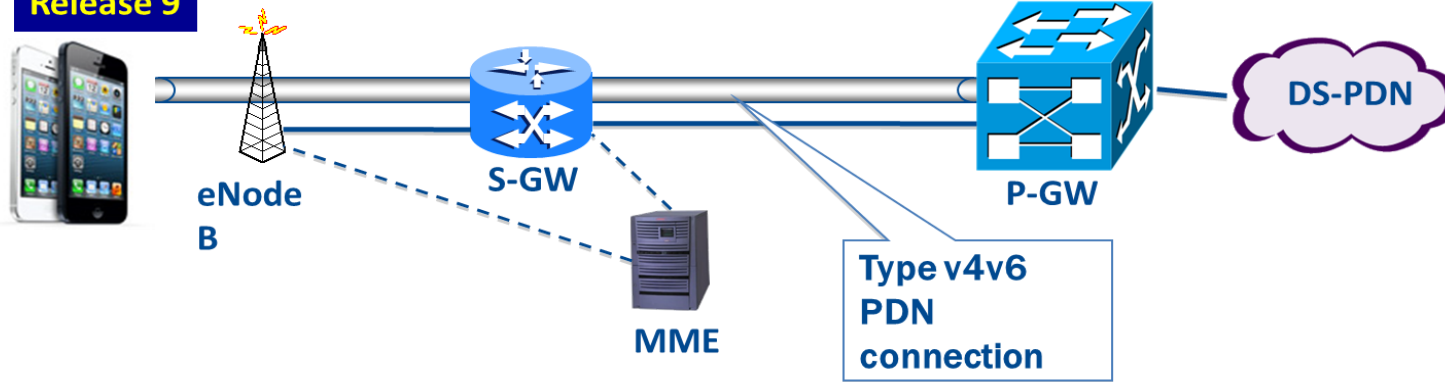 Release 9
eNode
B
S-GW
MME
P-GW
DS-PDN
Type v4v6
PDN
connection